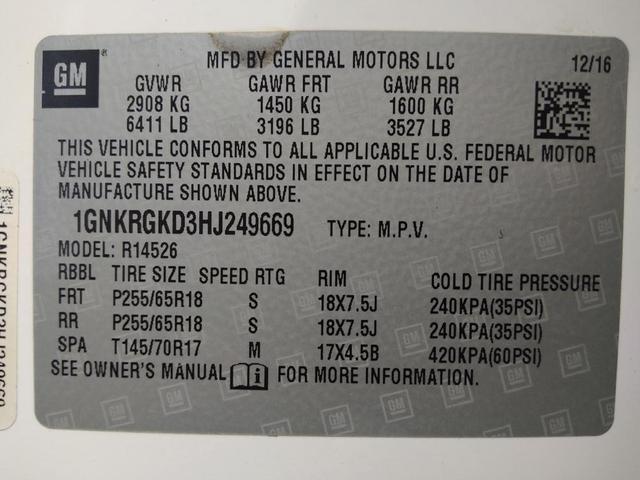 GM
MFD BY GENERAL MOTORS LLC 12/16
GVWR GAWR FRT GAWR RR
2908 KG 1450 KG 1600 KG
6411 LB 3196 LB 3527 LB
THIS VEHICLE CONFORMS TO ALL APPLICABLE U.S. FEDERAL MOTOR
VEHICLE SAFETY STANDARDS IN EFFECT ON THE DATE OF
MANUFACTURE SHOWN ABOVE.
1GNKRGKD3HJ249669 TYPE: M.P.V.
MODEL: R14526
RBBL TIRE SIZE SPEED RTG RIM COLD TIRE PRESSURE
FRT P255/65R18 S 18X7.5J 240KPA(35PSI)
RR P255/65R18 S 18X7.5J 240KPA(35PSI)
SPA T145/70R17 M 17X4.5B 420KPA(60PSI)
SEE OWNER'S MANUAL FOR MORE INFORMATION.
1GNKRGKD3HJ249669